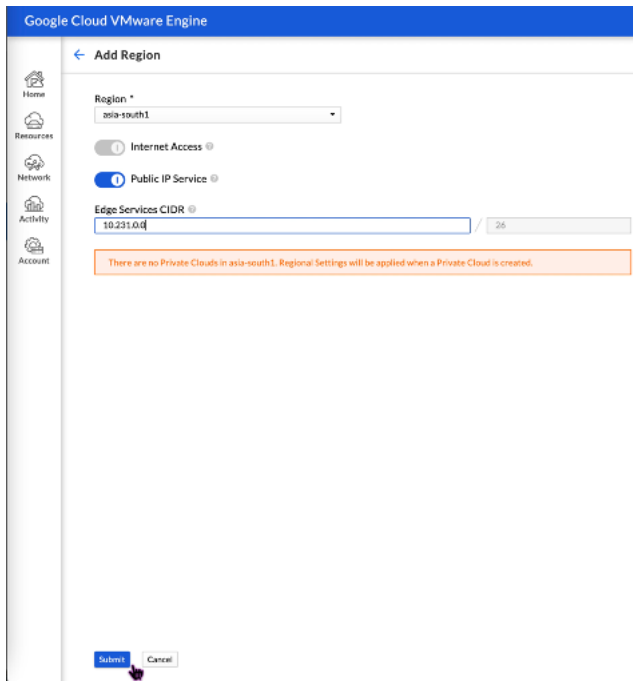 Google Cloud VMware Engine
Add Region
Home
Resources
Network
Activity
Account
Region *
asia-south1
Internet Access
Public IP Service
Edge Services CIDR
10.231.0.0 / 26
There are no Private Clouds in asia-south1. Regional Settings will be applied when a Private Cloud is created.
Submit Cancel